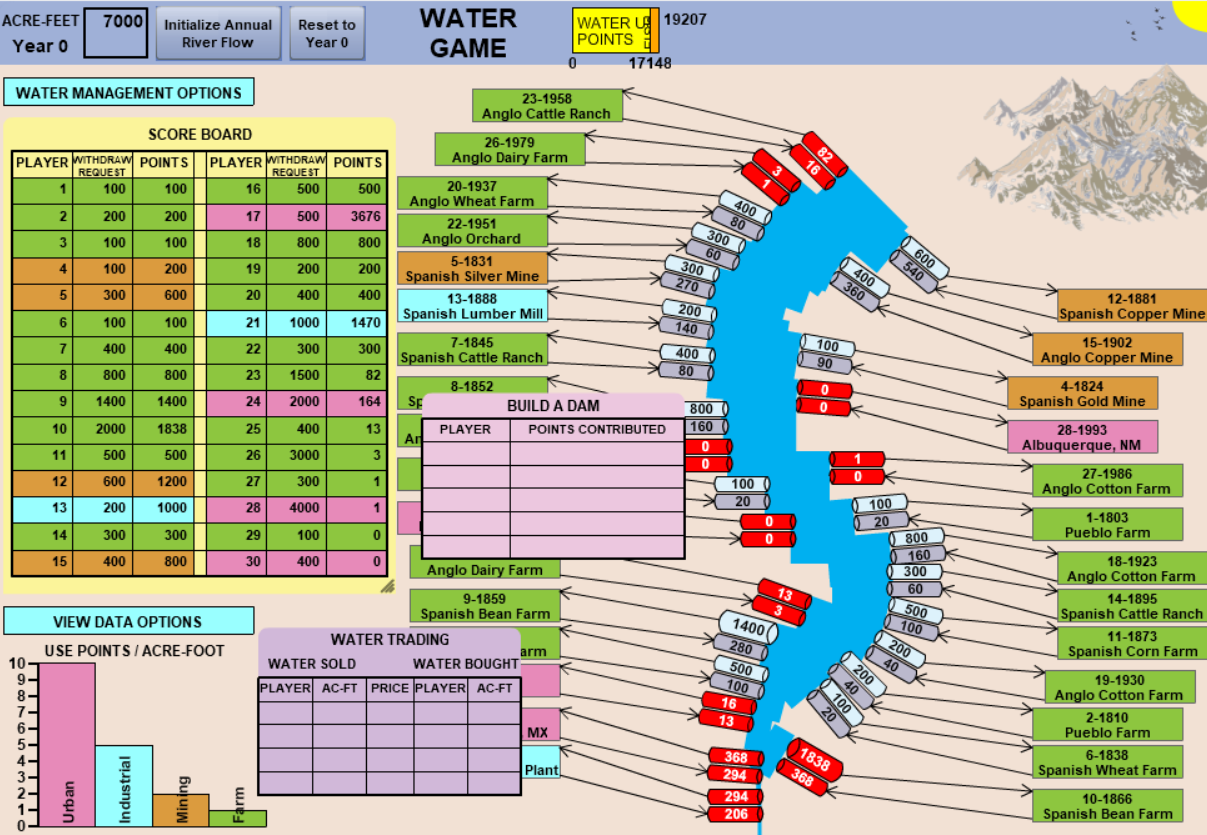 ACRE-FEET 7000
Year 0
Initialize Annual
River Flow
Reset to
Year 0
WATER
GAME
WATER U
POINTS
19207
0 17148
WATER MANAGEMENT OPTIONS
SCORE BOARD
PLAYER WITHDRAW REQUEST POINTS PLAYER WITHDRAW REQUEST POINTS
1 100 100 16 500 500
2 200 200 17 500 3676
3 100 100 18 800 800
4 100 200 19 200 200
5 300 600 20 400 400
6 100 100 21 1000 1470
7 400 400 22 300 300
8 800 800 23 1500 82
9 1400 1400 24 2000 164
10 2000 1838 25 400 13
11 500 500 26 3000 3
12 600 1200 27 300 1
13 200 1000 28 4000 1
14 300 300 29 100 0
15 400 800 30 400 0
VIEW DATA OPTIONS
USE POINTS / ACRE-FOOT
10
9
8
7
6
5
4
3
2
1
0
Urban
Industrial
Mining
Farm
WATER TRADING
WATER SOLD WATER BOUGHT
PLAYER AC-FT PRICE PLAYER AC-FT
BUILD A DAM
PLAYER POINTS CONTRIBUTED
23-1958
Anglo Cattle Ranch
26-1979
Anglo Dairy Farm
20-1937
Anglo Wheat Farm
22-1951
Anglo Orchard
5-1831
Spanish Silver Mine
13-1888
Spanish Lumber Mill
7-1845
Spanish Cattle Ranch
8-1852
Sp
An
Anglo Dairy Farm
9-1859
Spanish Bean Farm
arm
MX
Plant
82
16
3
1
400
80
300
60
300
270
200
140
400
80
800
160
0
0
100
20
0
0
13
3
1400
280
500
100
16
13
368
294
294
206
600
540
400
360
100
90
0
0
1
0
100
20
800
160
300
60
500
100
200
40
200
40
100
20
1838
368
12-1881
Spanish Copper Mine
15-1902
Anglo Copper Mine
4-1824
Spanish Gold Mine
28-1993
Albuquerque, NM
27-1986
Anglo Cotton Farm
1-1803
Pueblo Farm
18-1923
Anglo Cotton Farm
14-1895
Spanish Cattle Ranch
11-1873
Spanish Corn Farm
19-1930
Anglo Cotton Farm
2-1810
Pueblo Farm
6-1838
Spanish Wheat Farm
10-1866
Spanish Bean Farm